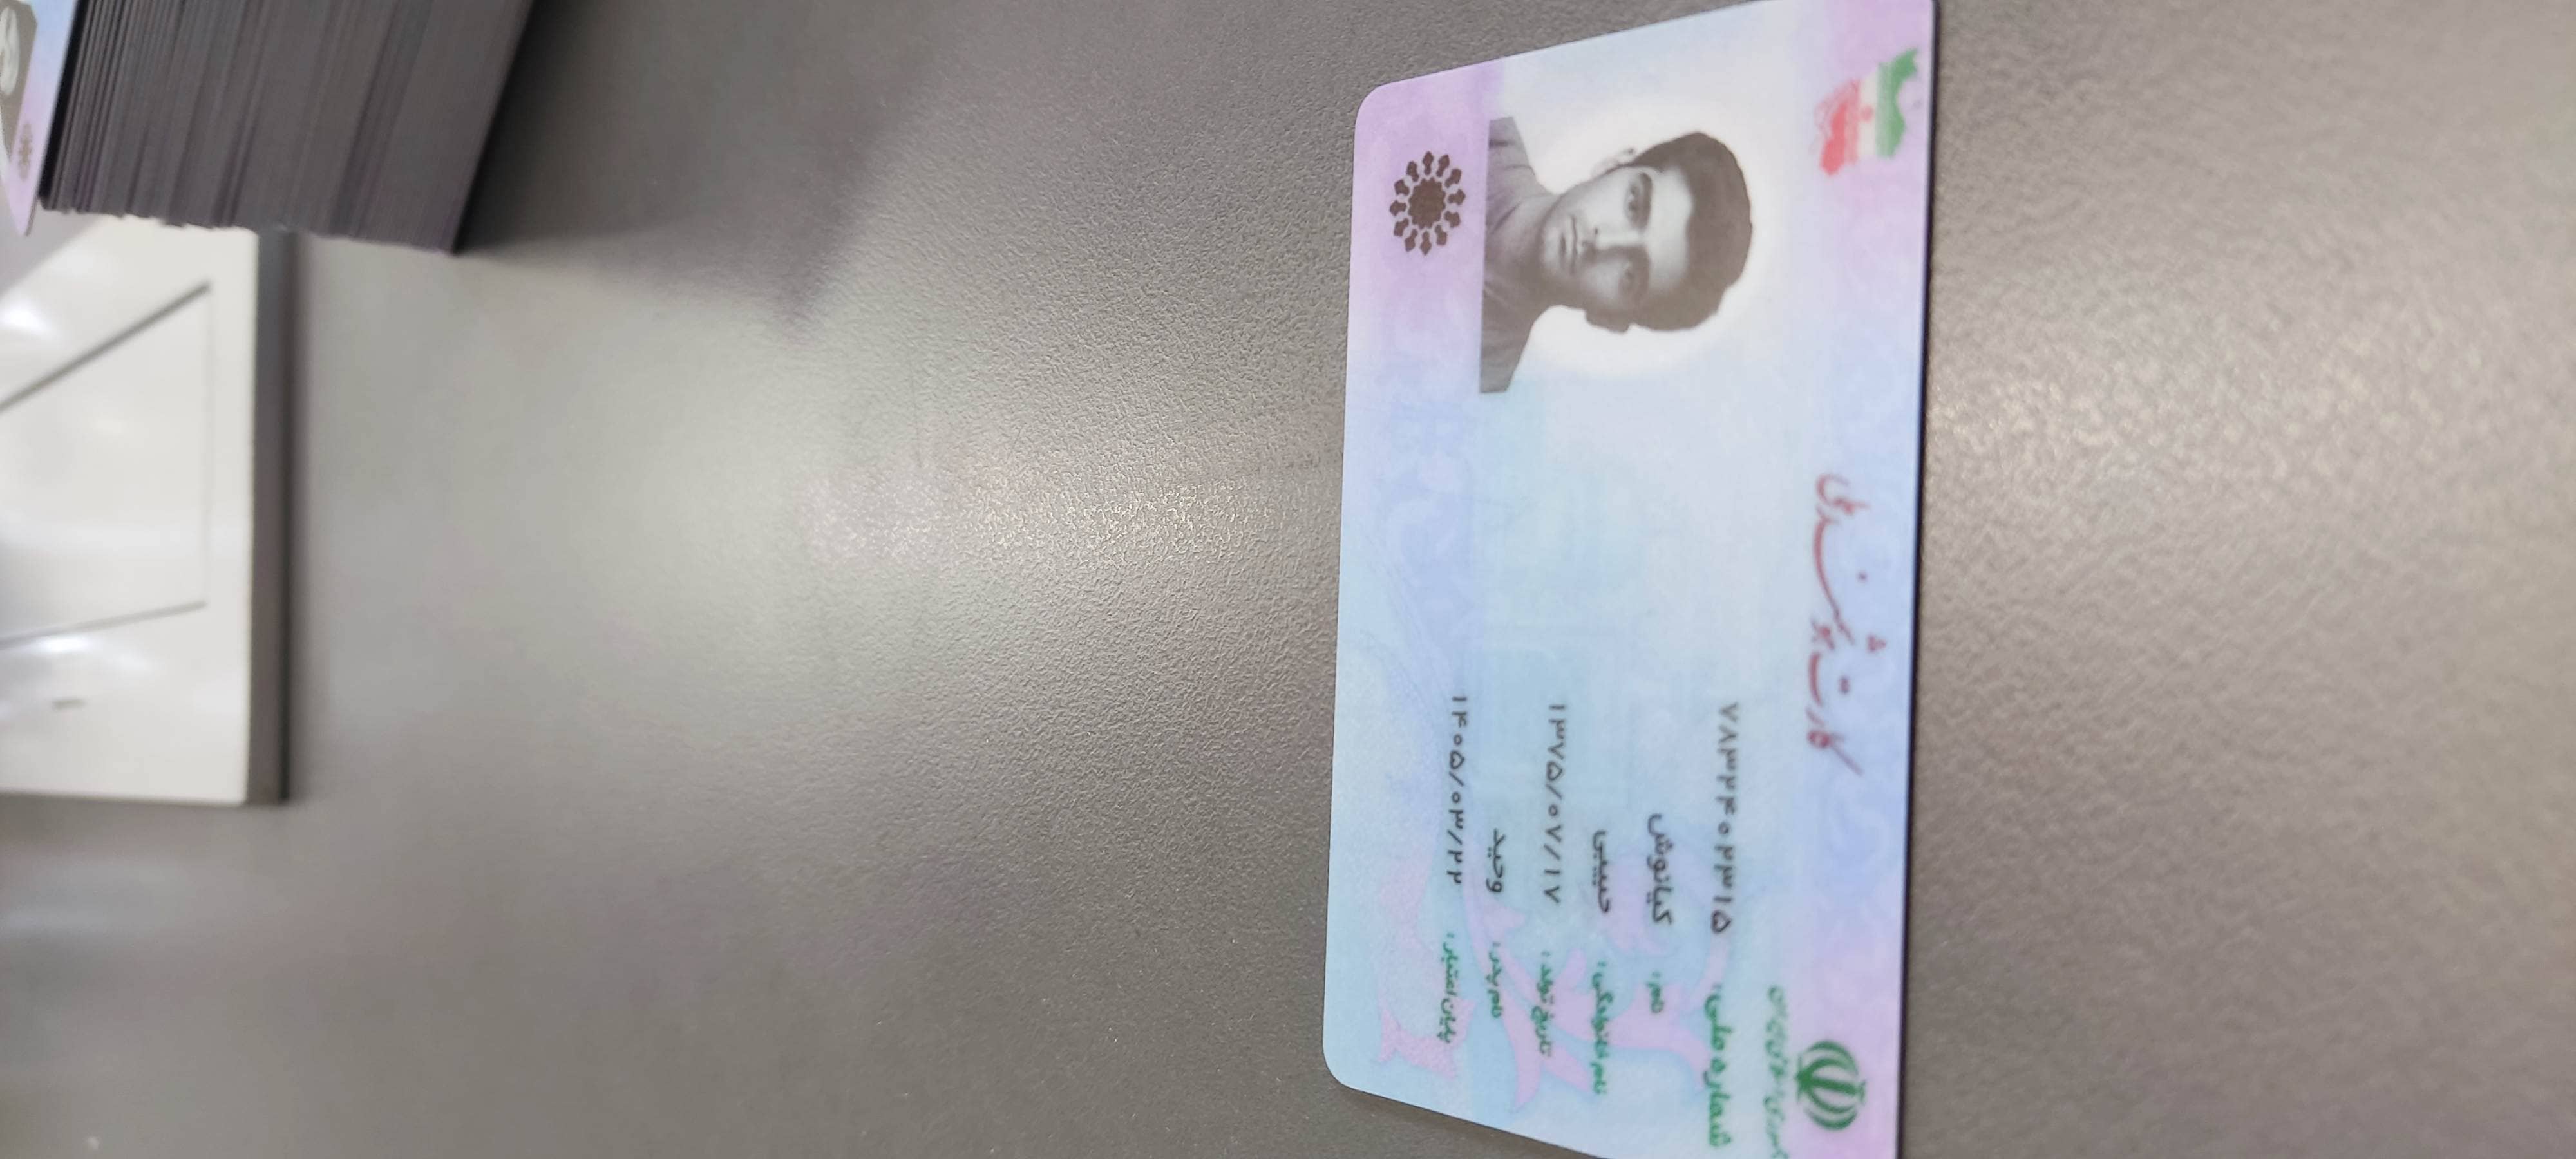 جمهوری اسلامی ایران
کارت هوشمند ملی
شماره ملی: ۷۸۳۲۴۰۳۳۱۵
نام: کیانوش
نام خانوادگی: حبیبی
تاریخ تولد: ۱۳۷۵/۰۷/۱۷
نام پدر: وحید
پایان اعتبار: ۱۴۰۵/۰۳/۲۲